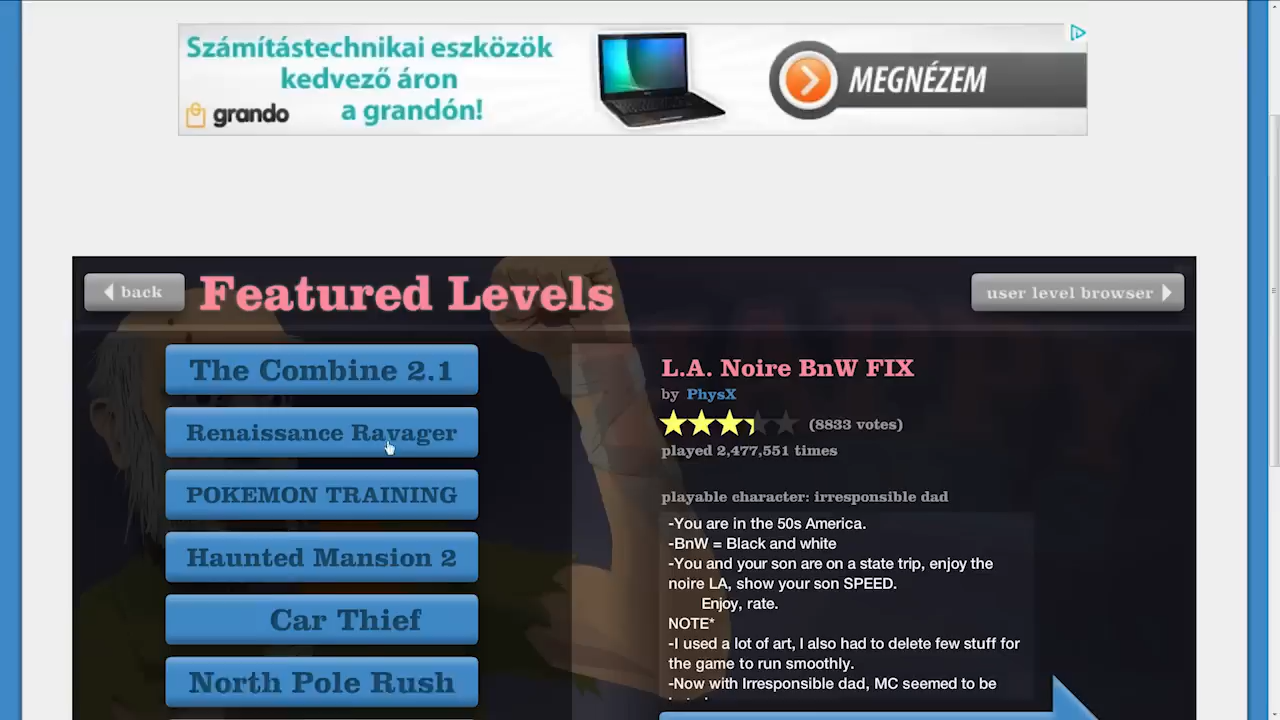 Számítástechnikai eszközök
kedvező áron
a grandón!
grando
MEGNÉZEM
back
Featured Levels
user level browser
The Combine 2.1
Renaissance Ravager
POKEMON TRAINING
Haunted Mansion 2
Car Thief
North Pole Rush
L.A. Noire BnW FIX
by PhysX
(8833 votes)
played 2,477,551 times
playable character: irresponsible dad
-You are in the 50s America.
-BnW = Black and white
-You and your son are on a state trip, enjoy the
noire LA, show your son SPEED.
Enjoy, rate.
NOTE*
-I used a lot of art, I also had to delete few stuff for
the game to run smoothly.
-Now with Irresponsible dad, MC seemed to be